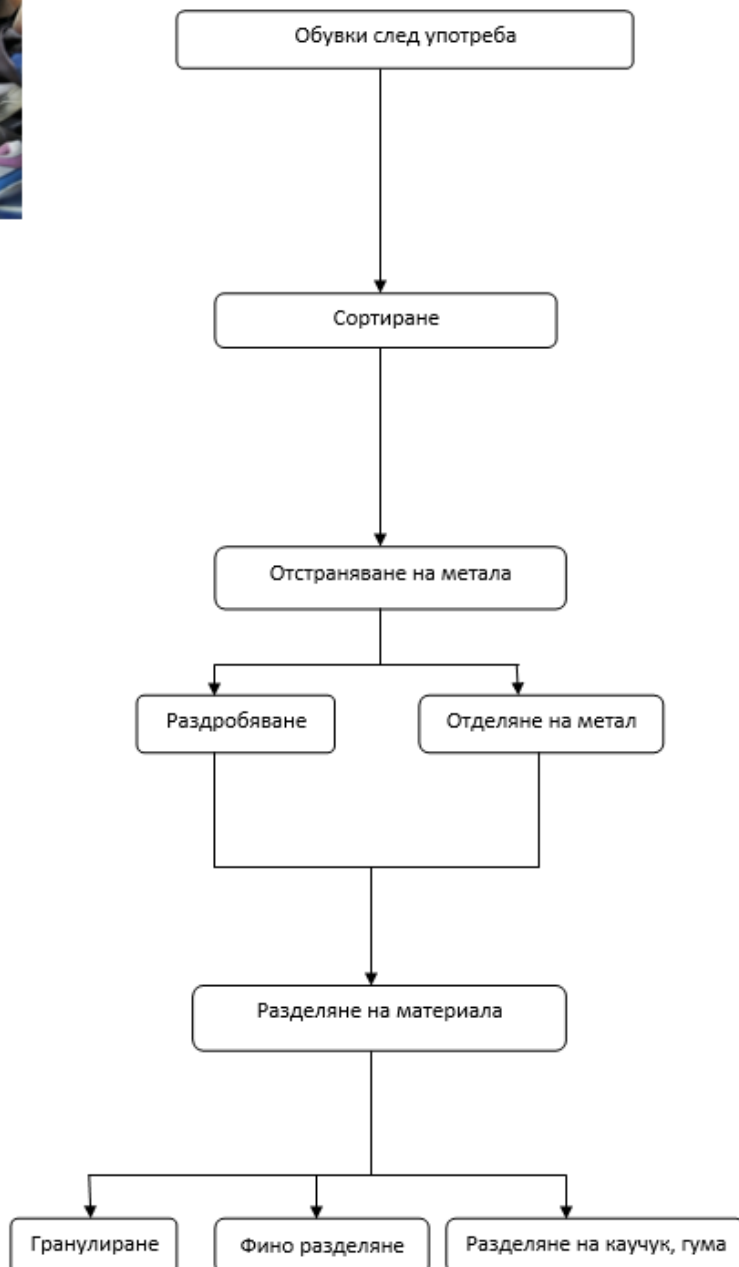 Обувки след употреба
Сортиране
Отстраняване на метала
Раздробяване
Отделяне на метал
Разделяне на материала
Гранулиране
Фино разделяне
Разделяне на каучук, гума